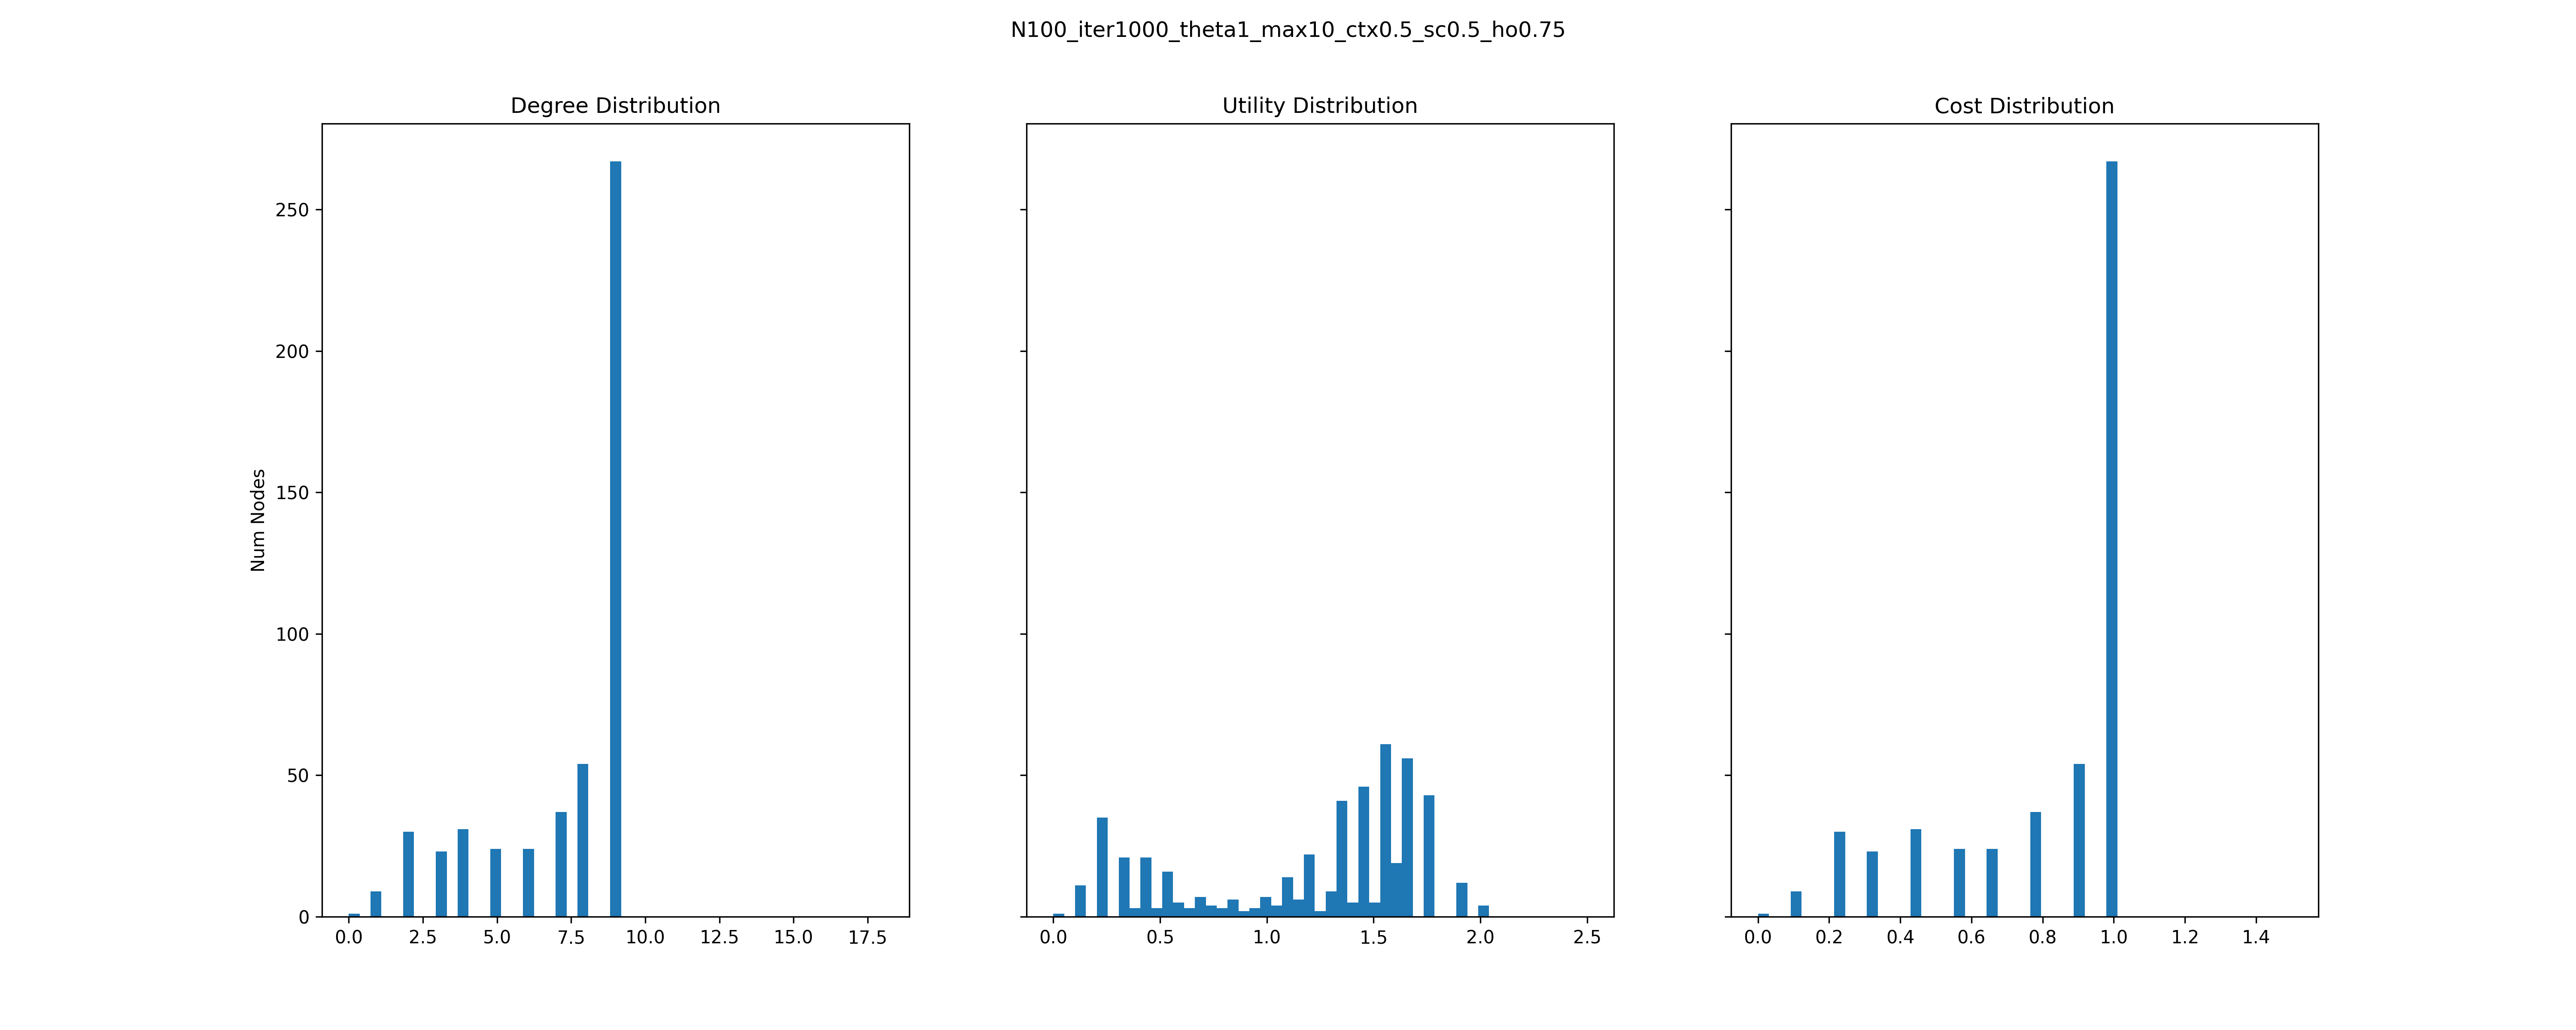 N100_iter1000_theta1_max10_ctx0.5_sc0.5_ho0.75
Degree Distribution
Utility Distribution
Cost Distribution
Num Nodes
250
200
150
100
50
0
0.0 2.5 5.0 7.5 10.0 12.5 15.0 17.5
0.0 0.5 1.0 1.5 2.0 2.5
0.0 0.2 0.4 0.6 0.8 1.0 1.2 1.4